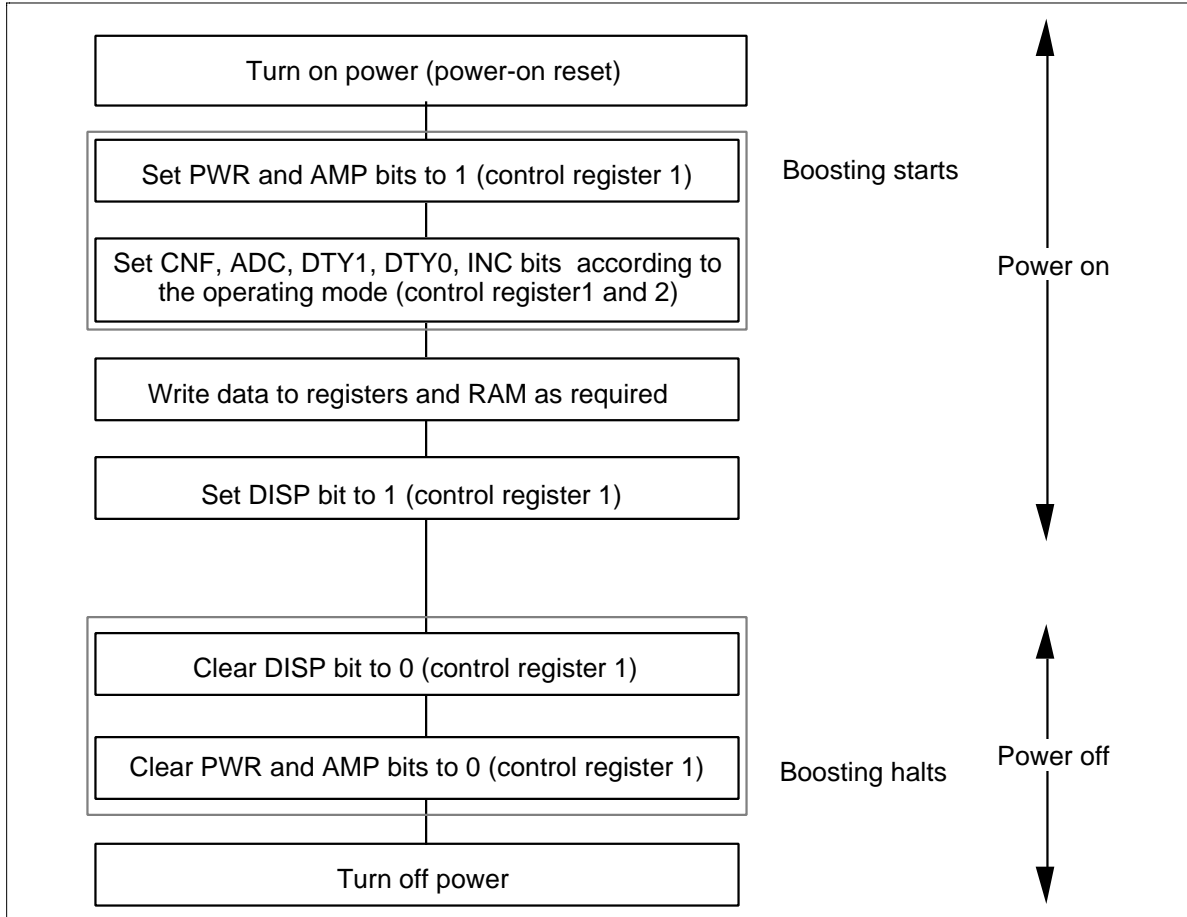 Turn on power (power-on reset)
Set PWR and AMP bits to 1 (control register 1)
Boosting starts
Set CNF, ADC, DTY1, DTY0, INC bits  according to
the operating mode (control register1 and 2)
Power on
Write data to registers and RAM as required
Set DISP bit to 1 (control register 1)
Clear DISP bit to 0 (control register 1)
Clear PWR and AMP bits to 0 (control register 1)
Boosting halts
Power off
Turn off power